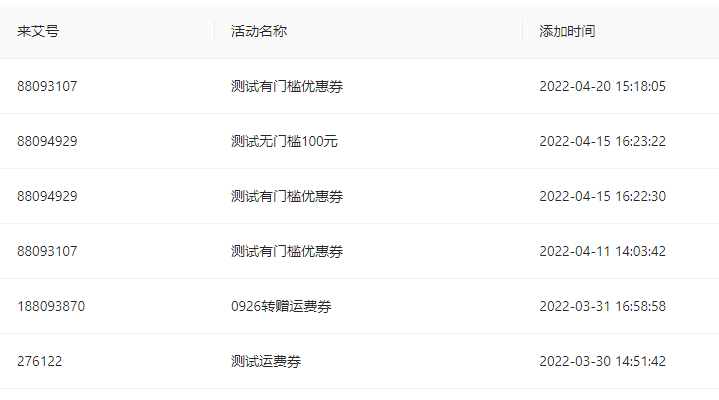 来艾号 活动名称 添加时间
88093107 测试有门槛优惠券 2022-04-20 15:18:05
88094929 测试无门槛100元 2022-04-15 16:23:22
88094929 测试有门槛优惠券 2022-04-15 16:22:30
88093107 测试有门槛优惠券 2022-04-11 14:03:42
188093870 0926转赠运费券 2022-03-31 16:58:58
276122 测试运费券 2022-03-30 14:51:42